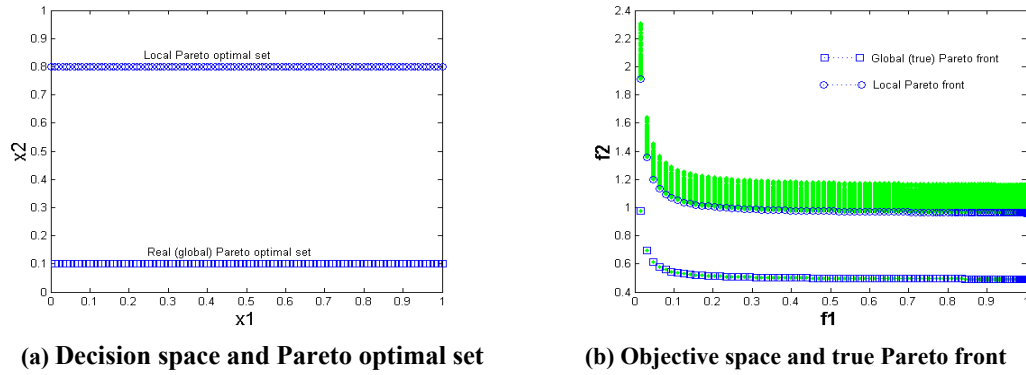 1
0.9
0.8
0.7
0.6
0.5
0.4
0.3
0.2
0.1
0
x2
Local Pareto optimal set
Real (global) Pareto optimal set
0 0.1 0.2 0.3 0.4 0.5 0.6 0.7 0.8 0.9 1
x1
(a) Decision space and Pareto optimal set
2.4
2.2
2
1.8
1.6
1.4
1.2
1
0.8
0.6
0.4
f2
Global (true) Pareto front
Local Pareto front
0 0.1 0.2 0.3 0.4 0.5 0.6 0.7 0.8 0.9 1
f1
(b) Objective space and true Pareto front